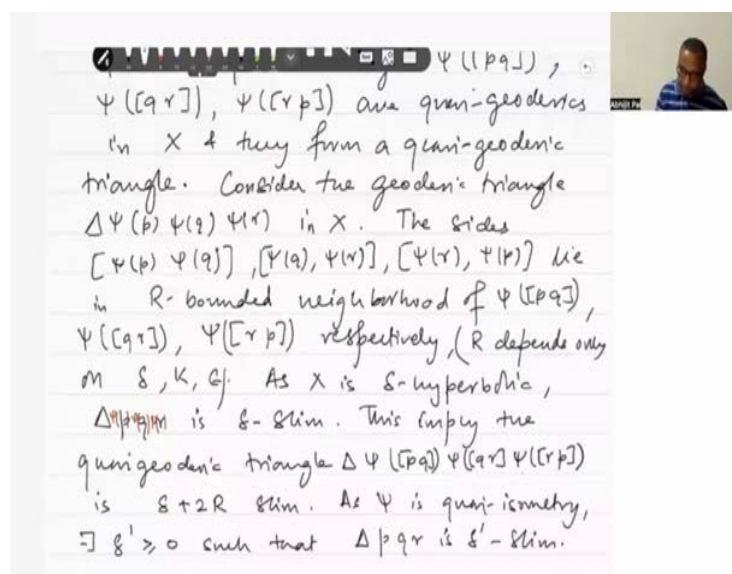 Ψ([pq]),
Ψ([qr]), Ψ([rp]) are quasi-geodesics
in X & they form a quasi-geodesic
triangle. Consider the geodesic triangle
ΔΨ(p)Ψ(q)Ψ(r) in X. The sides
[Ψ(p) Ψ(q)], [Ψ(q), Ψ(r)], [Ψ(r), Ψ(p)] lie
in R-bounded neighborhood of Ψ([pq]),
Ψ([qr]), Ψ([rp]) respectively, (R depends only
on δ, K, ϵ). As X is δ-hyperbolic,
Δ is δ-slim. This imply the
quasigeodesic triangle ΔΨ([pq])Ψ([qr]Ψ([rp])
is δ+2R slim. As Ψ is quasi-isometry,
∃ δ' ≥ 0 such that Δpqr is δ'-slim.
Abhijit Pal